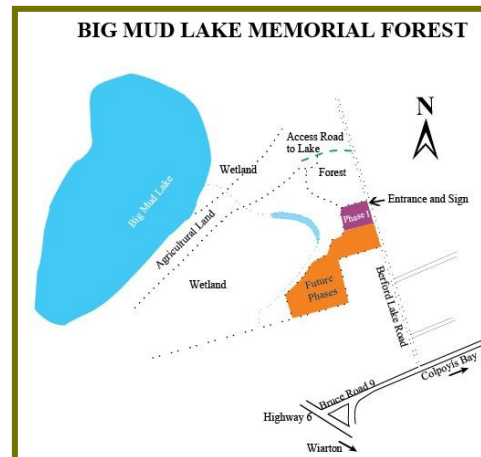 BIG MUD LAKE MEMORIAL FOREST
N
Access Road
to Lake
Wetland
Forest
Entrance and Sign
Phase 1
Big Mud Lake
Agricultural Land
Wetland
Future
Phases
Berford Lake Road
Bruce Road 9
Colpoyis Bay
Highway 6
Wiarton